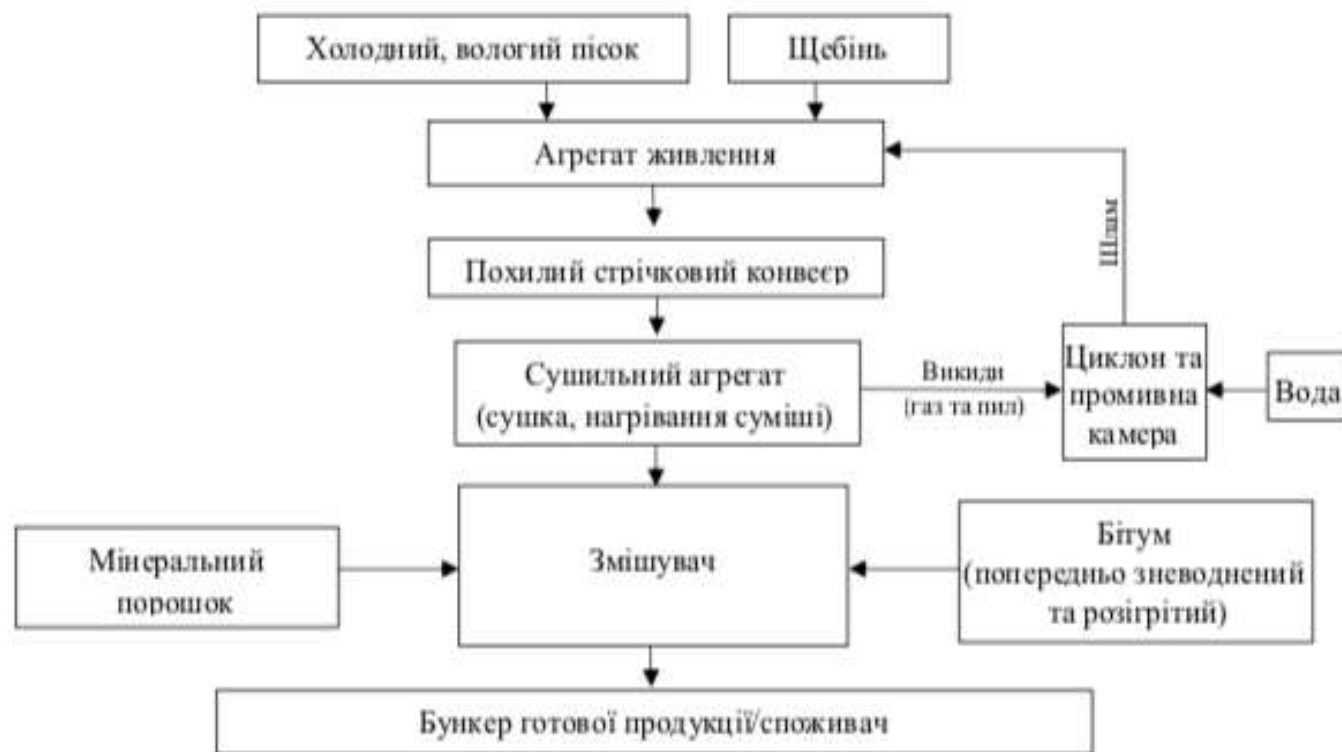 Холодний, вологий пісок
Щебінь
Агрегат живлення
Шлам
Похилий стрічковий конвеєр
Сушильний агрегат
(сушка, нагрівання суміші)
Викиди
(газ та пил)
Циклон та
промивна
камера
Вода
Мінеральний
порошок
Змішувач
Бітум
(попередньо зневоднений
та розігрітий)
Бункер готової продукції/споживач